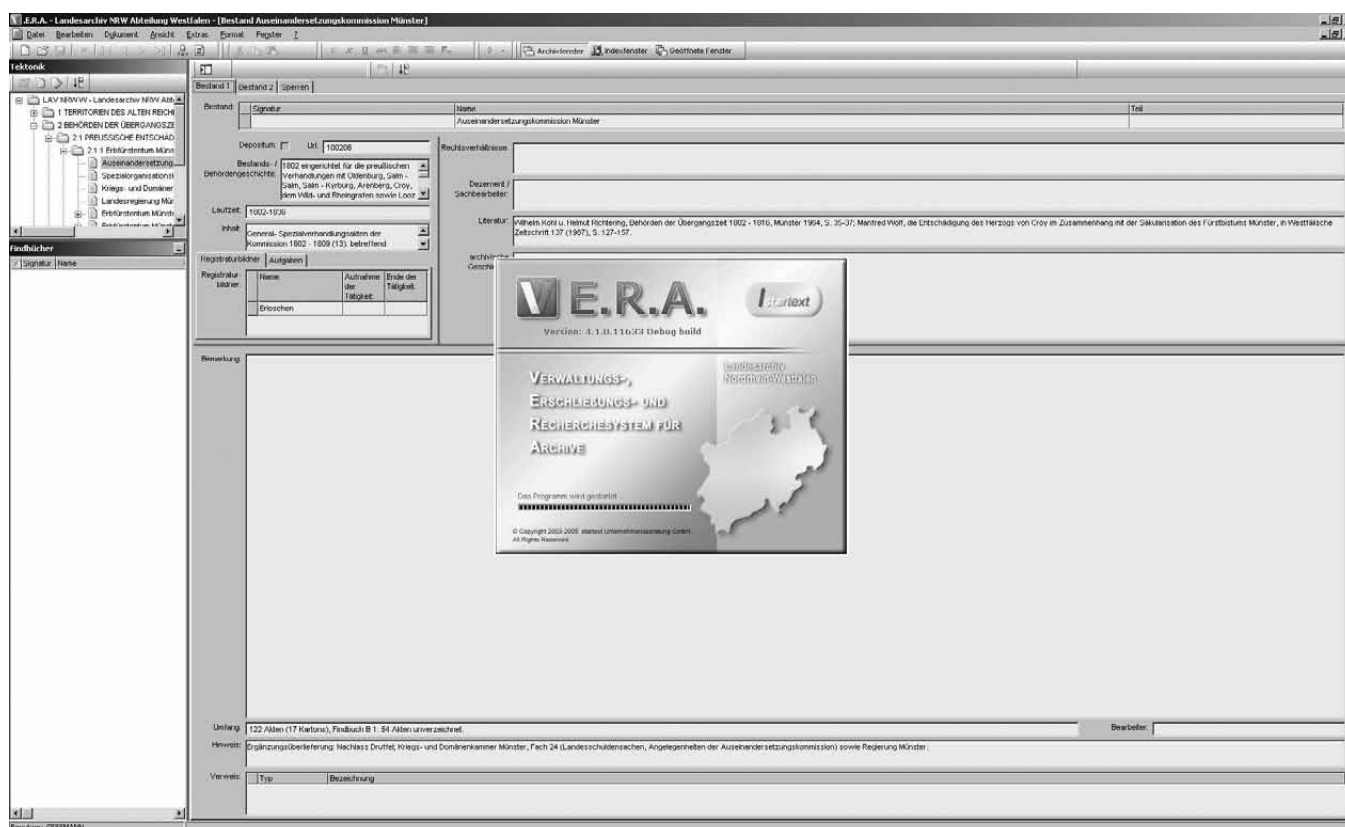 V.E.R.A. - Landesarchiv NRW Abteilung Westfalen - [Bestand Auseinandersetzungskommission Münster]
Datei Bearbeiten Dokument Ansicht Extras Format Fenster ?
Archivfenster Indexfenster Geöffnete Fenster
Tektonik
LAV NRW W - Landesarchiv NRW Abt
1 TERRITORIEN DES ALTEN REICH
2 BEHÖRDEN DER ÜBERGANGSZE
2.1 PREUSSISCHE ENTSCHÄD
2.1.1 Erbfürstentum Müns
Auseinandersetzung
Spezialorganisations
Kriegs- und Domäner
Landesregierung Mür
Erbfürstentum Münste
Findbücher
Signatur Name
Bestand 1 Bestand 2 Sperren
Bestand: Signatur Name Teil
Auseinandersetzungskommission Münster
Depositum: Url: 100206
Bestands- / Behördengeschichte:
1802 eingerichtet für die preußischen
Verhandlungen mit Oldenburg, Salm -
Salm, Salm - Kyrburg, Arenberg, Croy,
dem Wild- und Rheingrafen sowie Looz
Laufzeit: 1802-1836
Inhalt: General- Spezialverhandlungsakten der
Kommission 1802 - 1809 (13). betreffend
Registraturbildner Aufgaben
Registratur-
bildner:
Name: Aufnahme der Tätigkeit: Ende der Tätigkeit:
Erloschen
Rechtsverhältnisse:
Dezernent /
Sachbearbeiter:
Literatur: Wilhelm Kohl u. Helmut Richtering, Behörden der Übergangszeit 1802 - 1816, Münster 1964, S. 35-37; Manfred Wolf, die Entschädigung des Herzogs von Croy im Zusammenhang mit der Säkularisation des Fürstbistums Münster, in Westfälische
Zeitschrift 137 (1987), S. 127-157.
archivische
V.E.R.A.
startext
Version: 4.1.0.11633 Debug build
VERWALTUNGS-,
ERSCHLIEßUNGS- UND
RECHERCHESYSTEM FÜR
ARCHIVE
Landesarchiv
NordrheinWestfalen
Das Programm wird gestartet
© Copyright 2003-2005 startext Unternehmensberatung GmbH.
All Rights Reserved.
Bemerkung:
Umfang: 122 Akten (17 Kartons), Findbuch B 1. 54 Akten unverzeichnet.
Bearbeiter:
Hinweis: Ergänzungsüberlieferung: Nachlass Druffel; Kriegs- und Domänenkammer Münster, Fach 24 (Landesschuldensachen, Angelegenheiten der Auseinandersetzungskommission) sowie Regierung Münster.
Verweis: Typ Bezeichnung